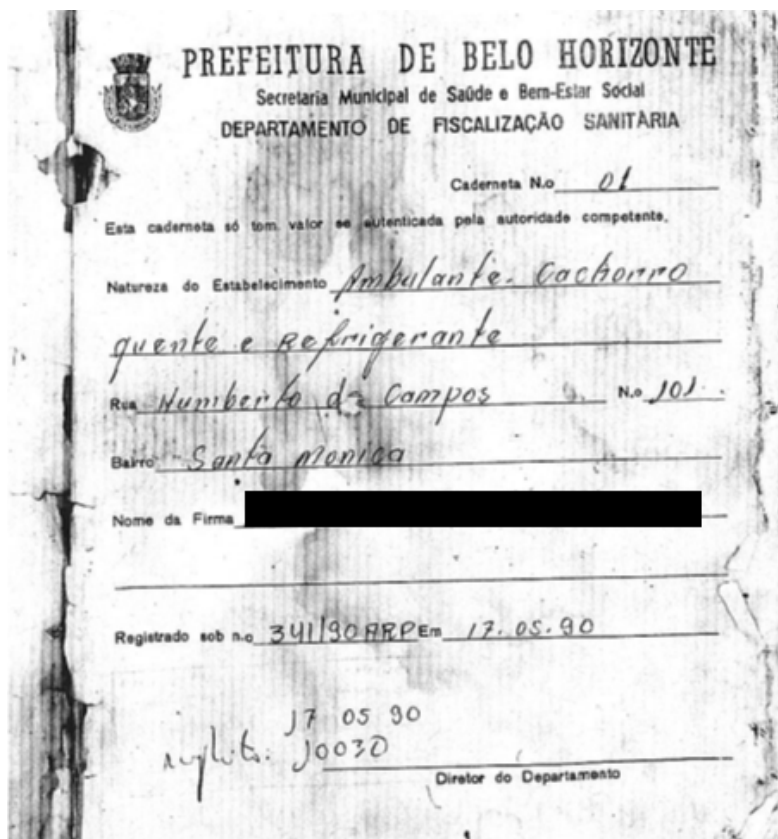 PREFEITURA DE BELO HORIZONTE
Secretaria Municipal de Saúde e Bem-Estar Social
DEPARTAMENTO DE FISCALIZAÇÃO SANITÁRIA
Caderneta N.o 01
Esta caderneta só tem valor se autenticada pela autoridade competente.
Natureza do Estabelecimento Ambulante. Cachorro
quente e Refrigerante
Rua Humberto de Campos N.o 101.
Bairro Santa Monica
Nome da Firma
Registrado sob n.o 341/90 ARP Em 17.05.90
17 05 90
Diretor do Departamento